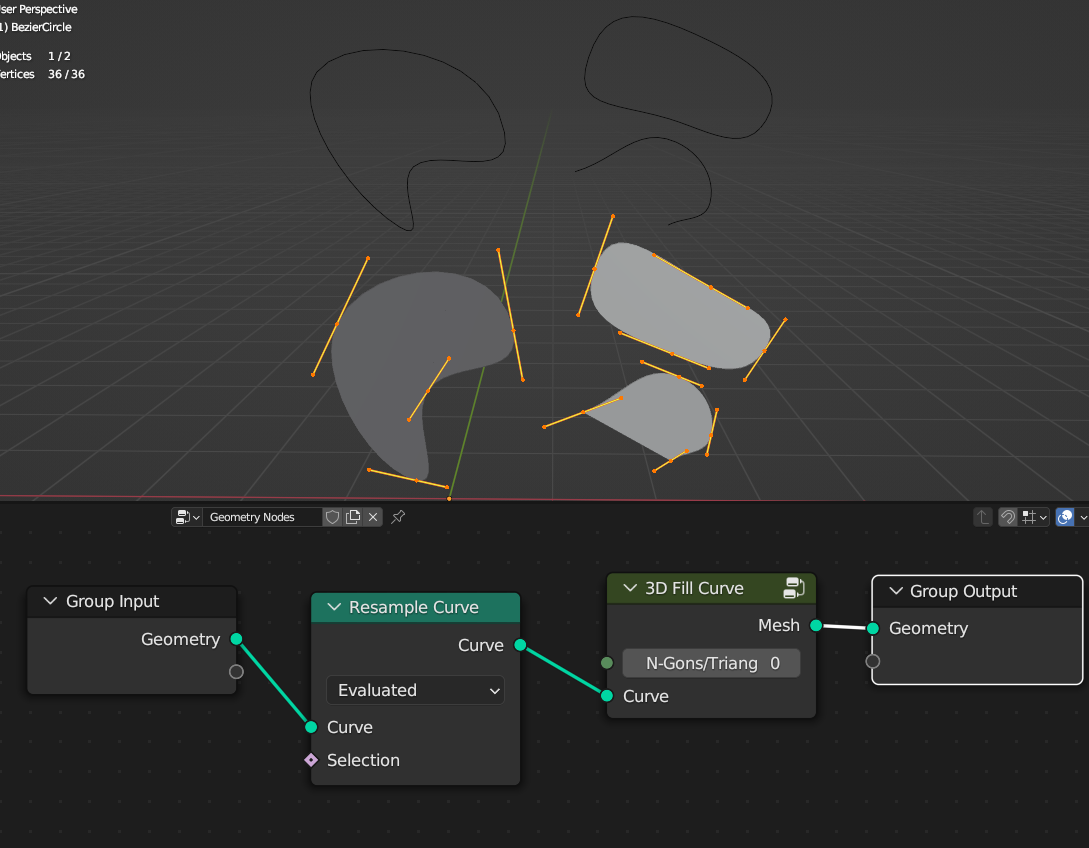 ser Perspective
1) BezierCircle
bjects 1 / 2
ertices 36 / 36
Geometry Nodes
Group Input
Geometry
Resample Curve
Curve
Evaluated
Curve
Selection
3D Fill Curve
Mesh
N-Gons/Triang 0
Curve
Group Output
Geometry